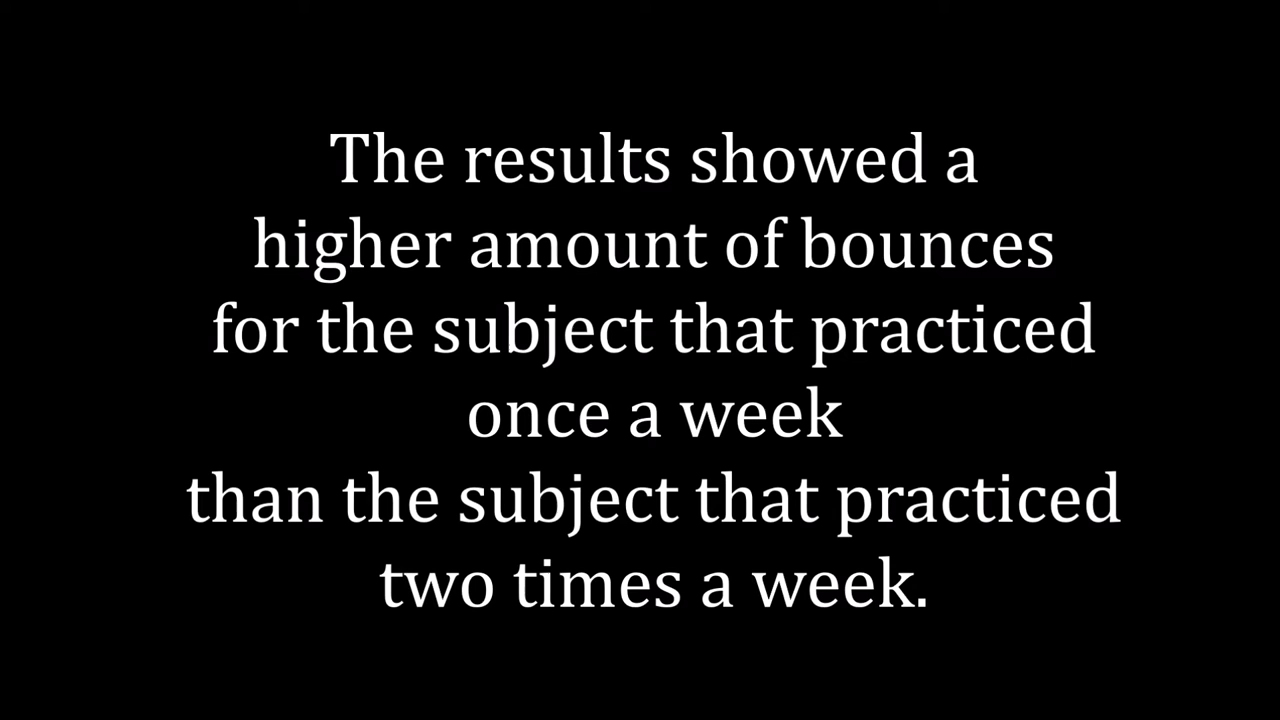 The results showed a
higher amount of bounces
for the subject that practiced
once a week
than the subject that practiced
two times a week.